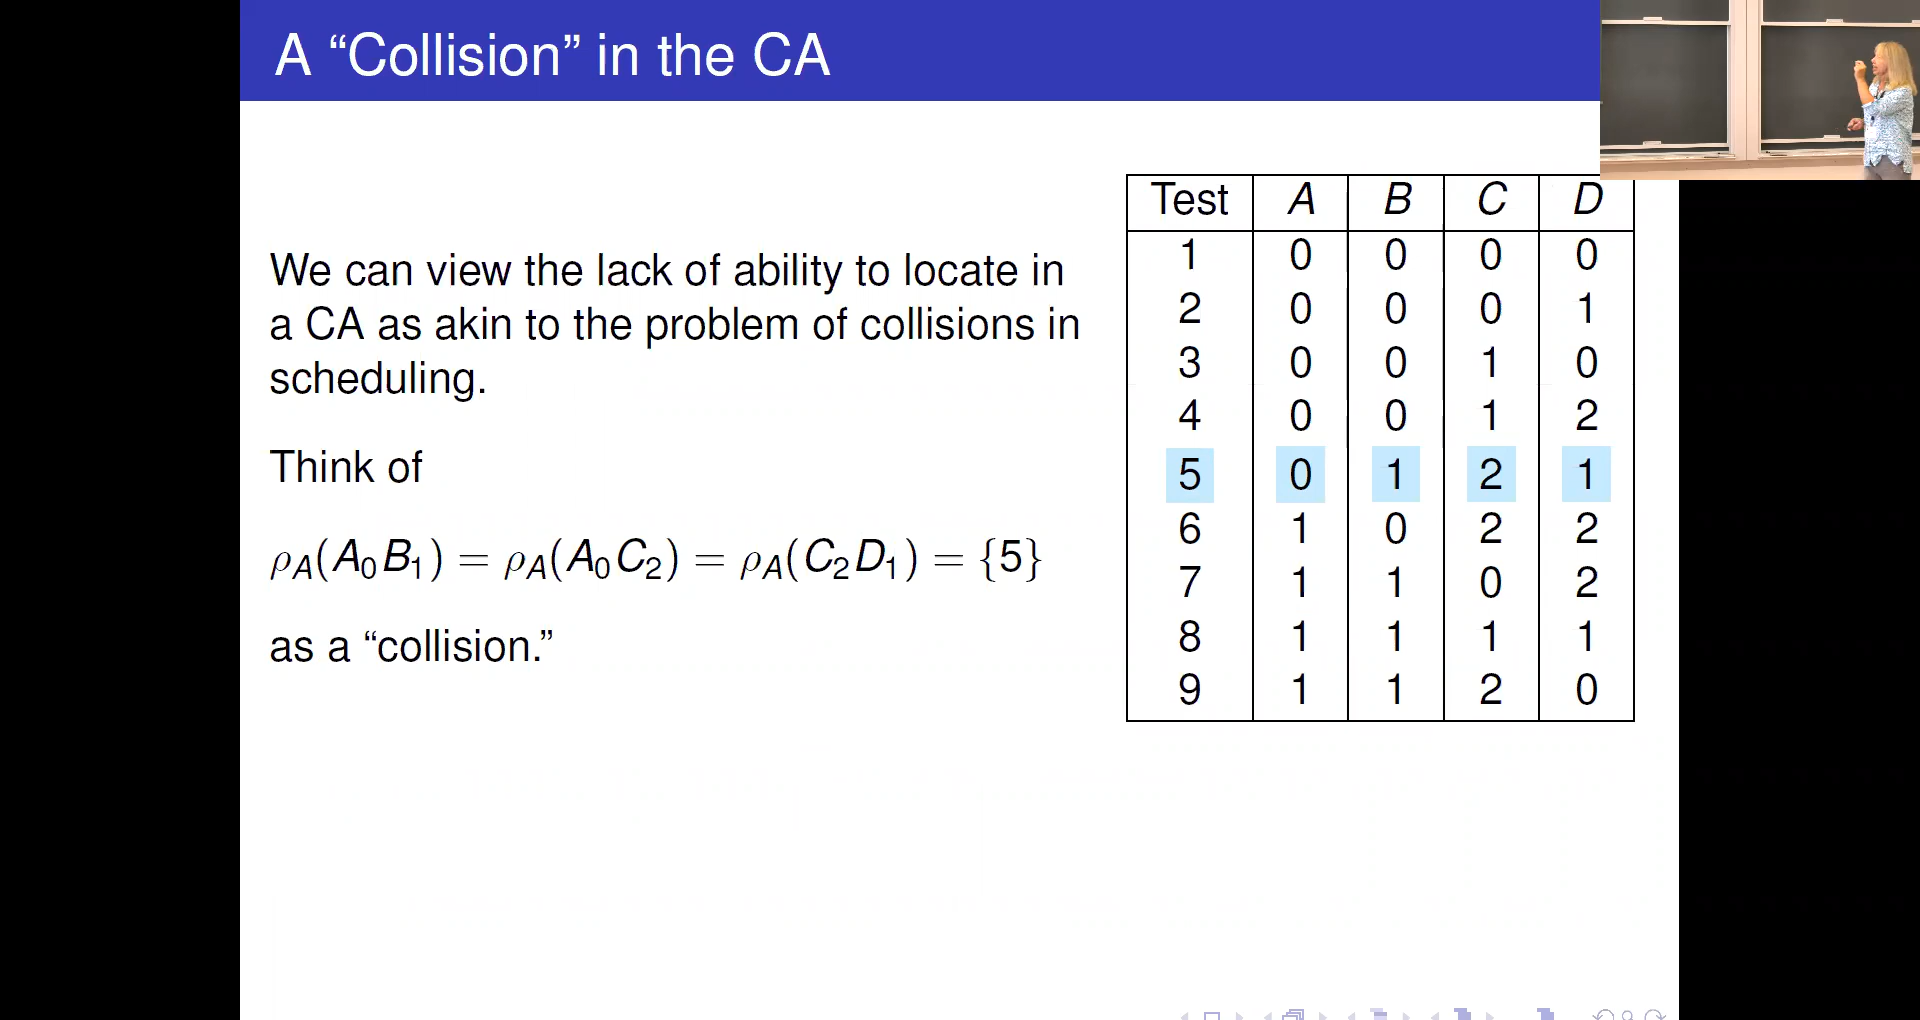 A “Collision” in the CA
We can view the lack of ability to locate in
a CA as akin to the problem of collisions in
scheduling.
Think of
ρ_A(A₀B₁) = ρ_A(A₀C₂) = ρ_A(C₂D₁) = {5}
as a “collision.”
Test A B C D
1 0 0 0 0
2 0 0 0 1
3 0 0 1 0
4 0 0 1 2
5 0 1 2 1
6 1 0 2 2
7 1 1 0 2
8 1 1 1 1
9 1 1 2 0